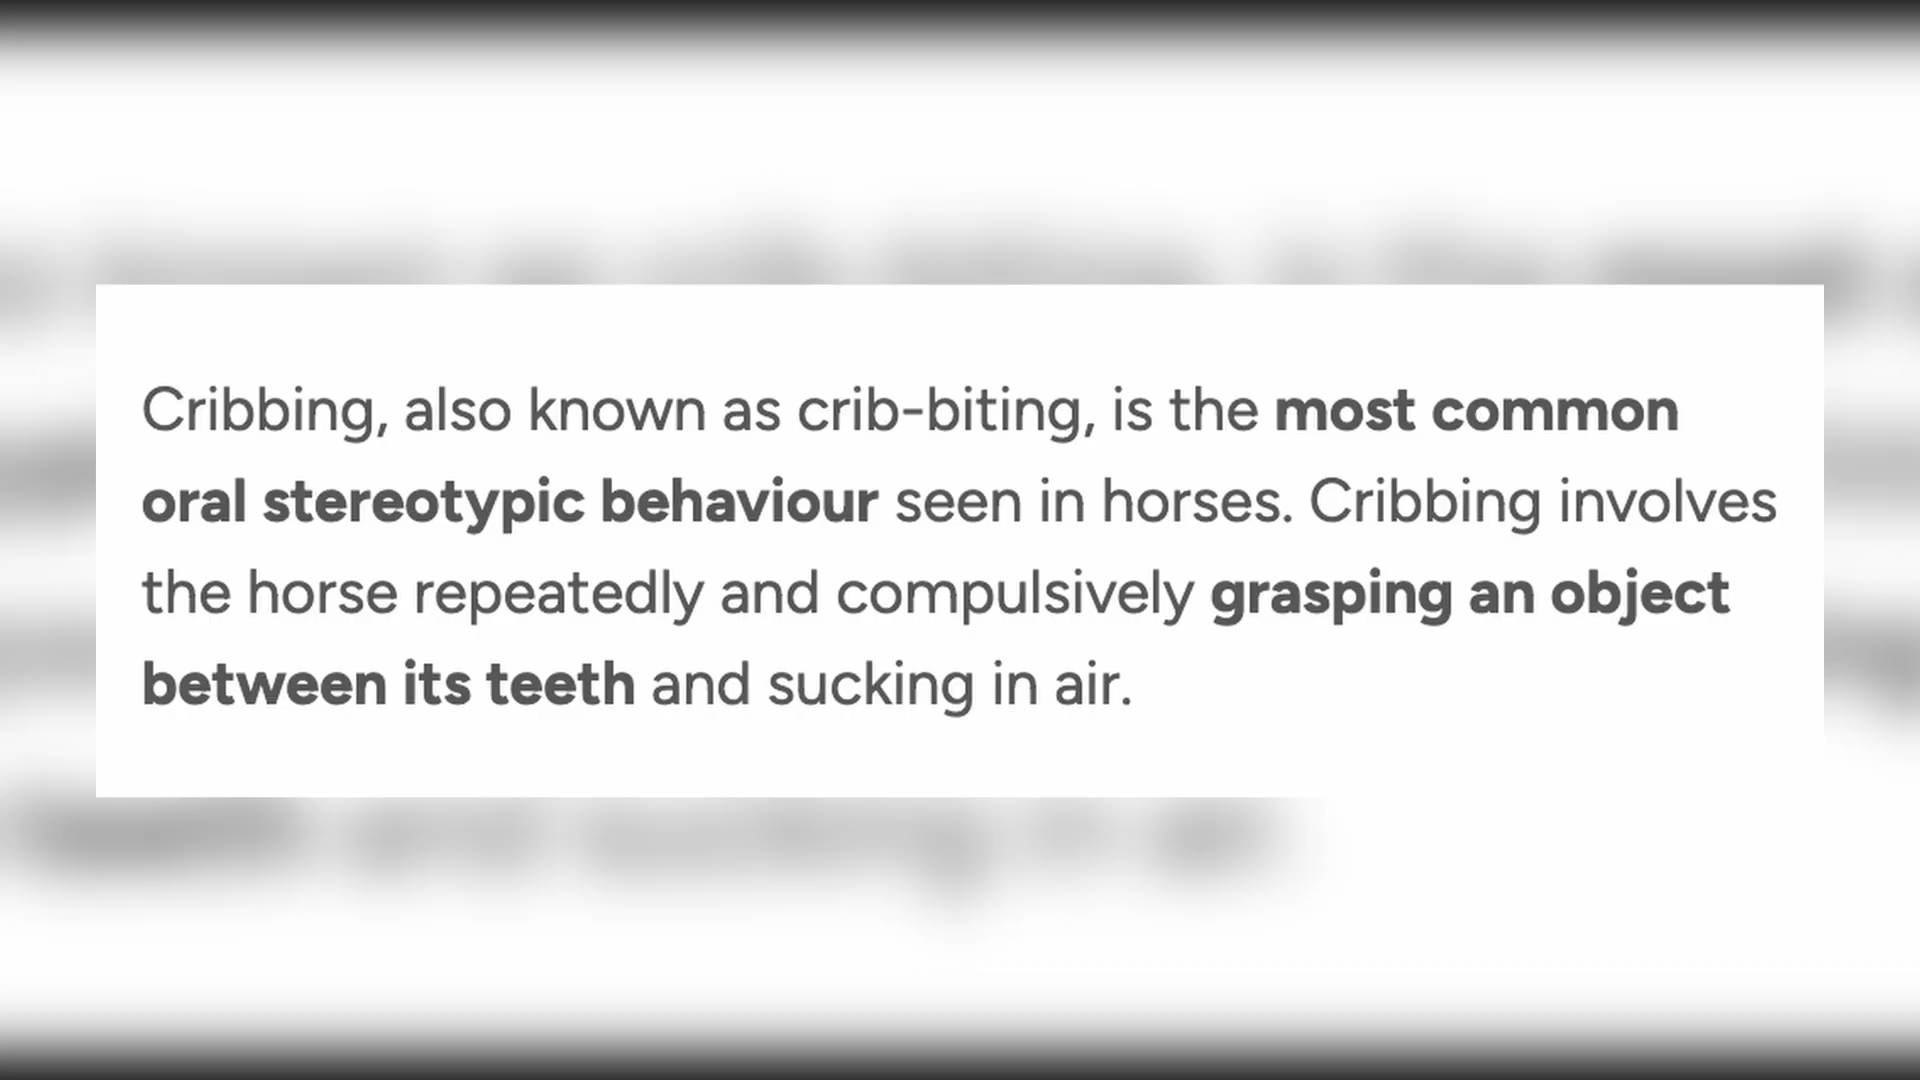 Cribbing, also known as crib-biting, is the most common
oral stereotypic behaviour seen in horses. Cribbing involves
the horse repeatedly and compulsively grasping an object
between its teeth and sucking in air.